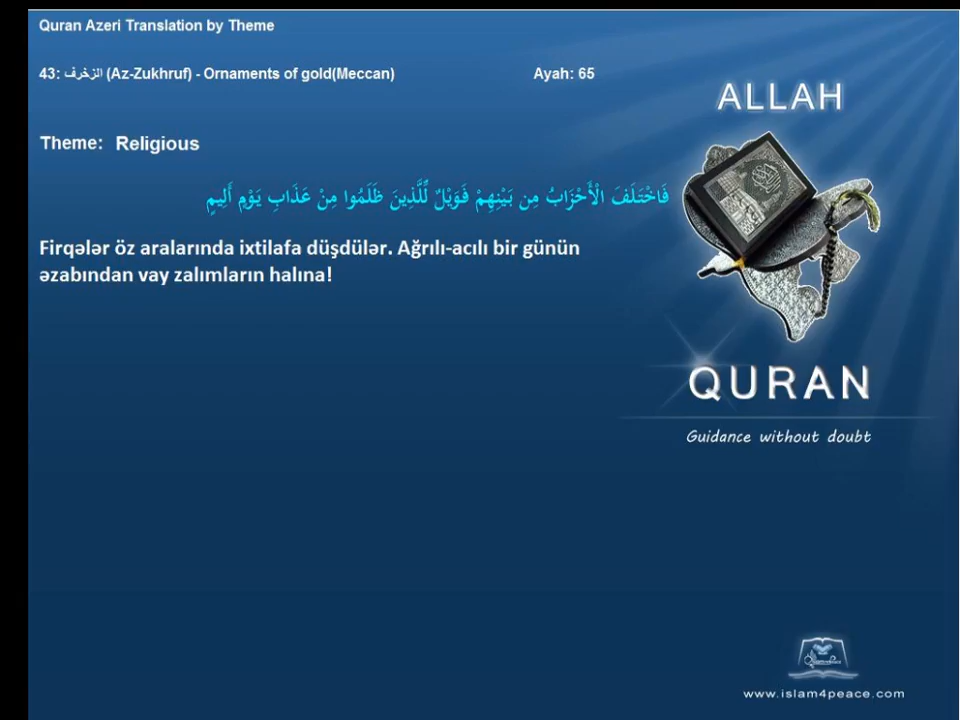 Quran Azeri Translation by Theme
43: الزخرف (Az-Zukhruf) - Ornaments of gold(Meccan) Ayah: 65
ALLAH
Theme: Religious
فَاخْتَلَفَ الْأَحْزَابُ مِن بَيْنِهِمْ فَوَيْلٌ لِّلَّذِينَ ظَلَمُوا مِنْ عَذَابِ يَوْمٍ أَلِيمٍ
Firqələr öz aralarında ixtilafa düşdülər. Ağrılı-acılı bir günün
əzabından vay zalımların halına!
QURAN
Guidance without doubt
www.islam4peace.com